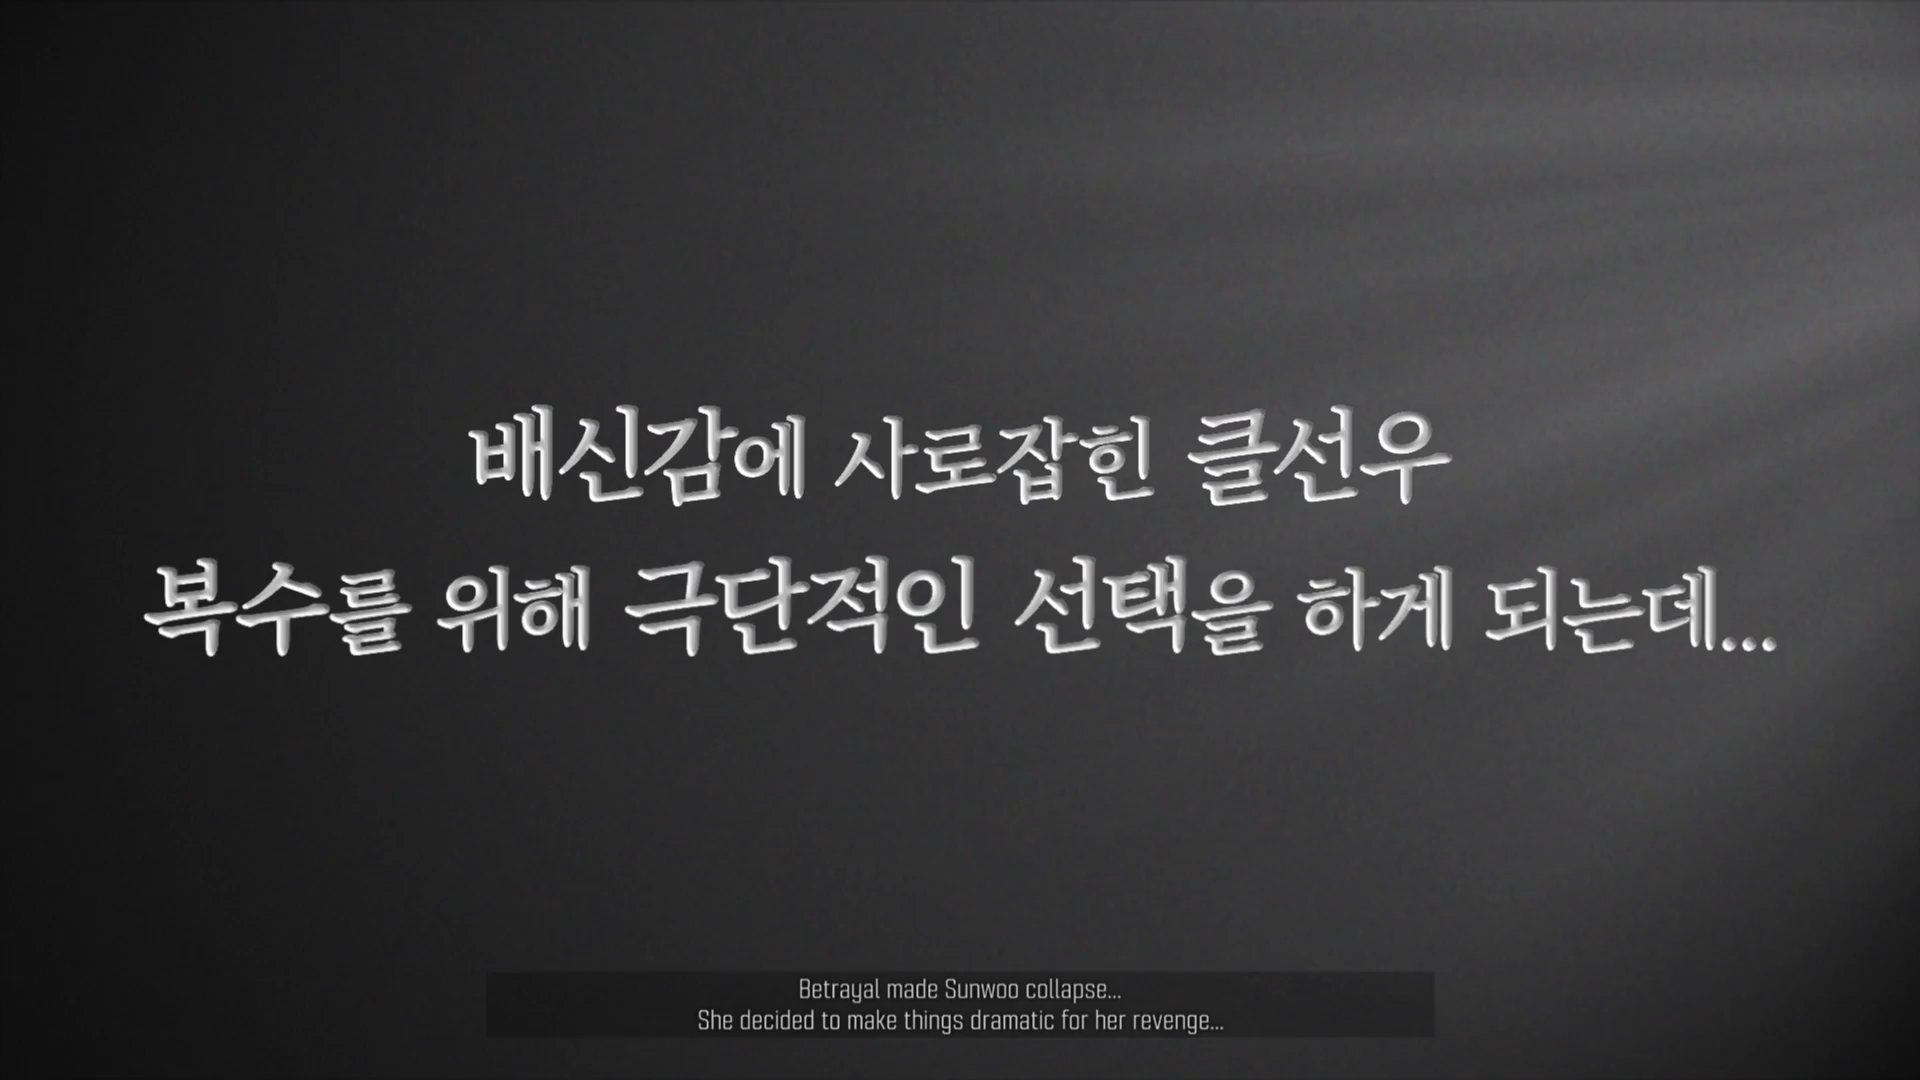 배신감에 사로잡힌 클선우
복수를 위해 극단적인 선택을 하게 되는데...
Betrayal made Sunwoo collapse...
She decided to make things dramatic for her revenge...